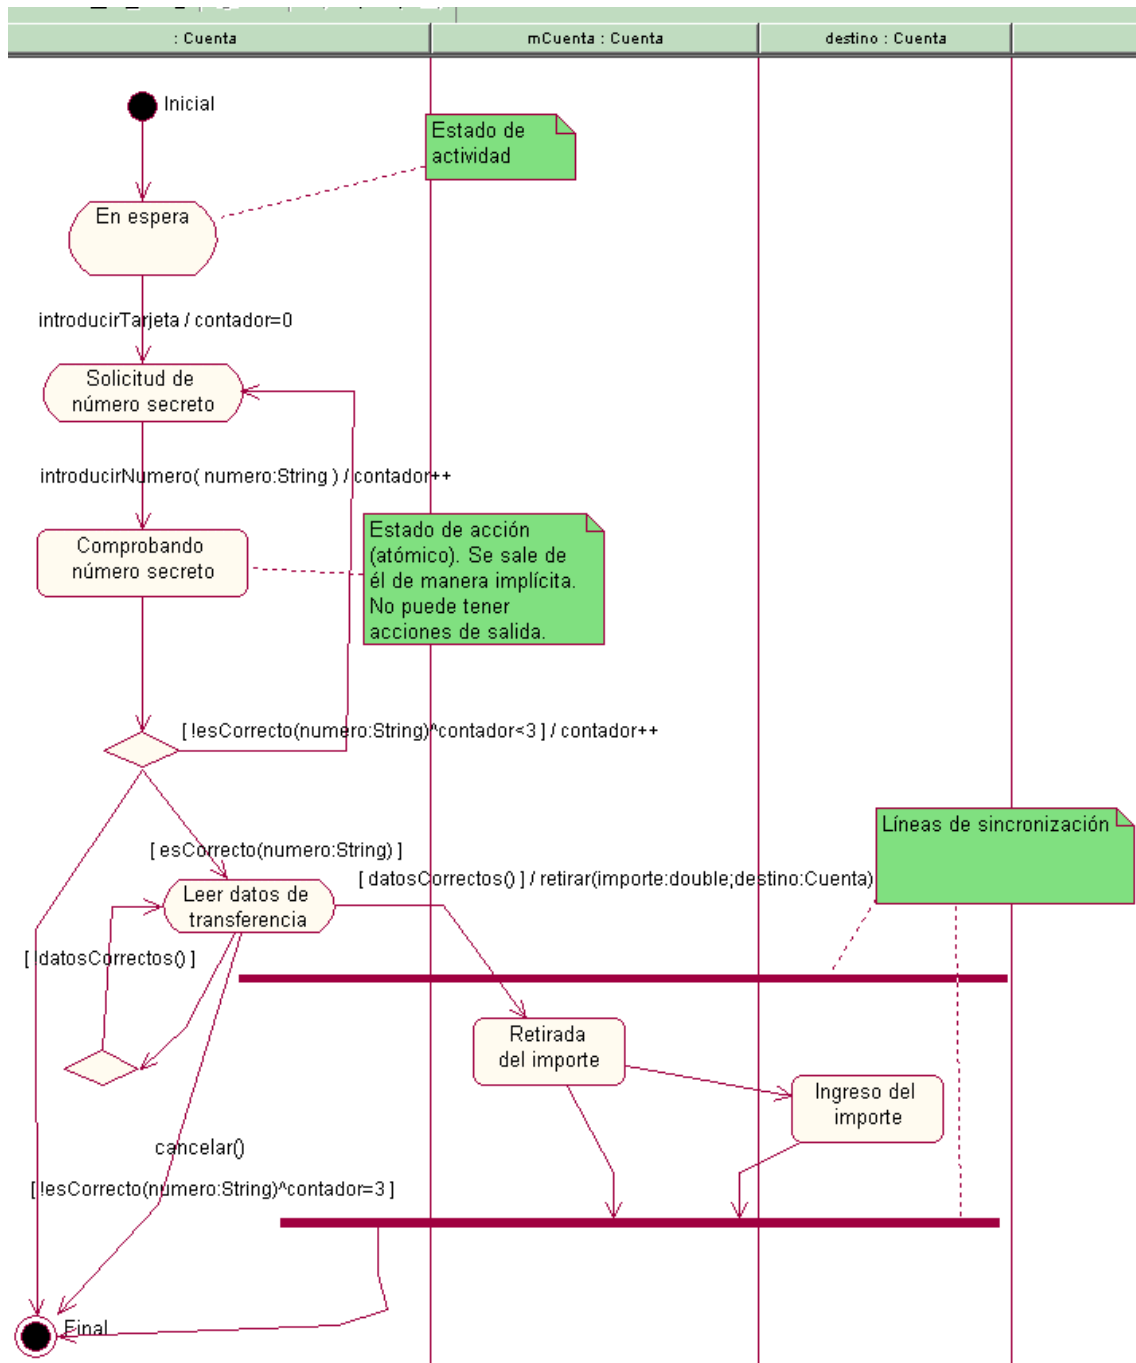 : Cuenta
mCuenta : Cuenta
destino : Cuenta
Inicial
Estado de
actividad
En espera
introducirTarjeta / contador=0
Solicitud de
número secreto
introducirNumero( numero:String ) / contador++
Comprobando
número secreto
Estado de acción
(atómico). Se sale de
él de manera implícita.
No puede tener
acciones de salida.
[ !esCorrecto(numero:String)^contador<3 ] / contador++
Líneas de sincronización
[ esCorrecto(numero:String) ]
[ datosCorrectos() ] / retirar(importe:double;destino:Cuenta)
Leer datos de
transferencia
[ !datosCorrectos() ]
Retirada
del importe
Ingreso del
importe
cancelar()
[ !esCorrecto(numero:String)^contador=3 ]
Final